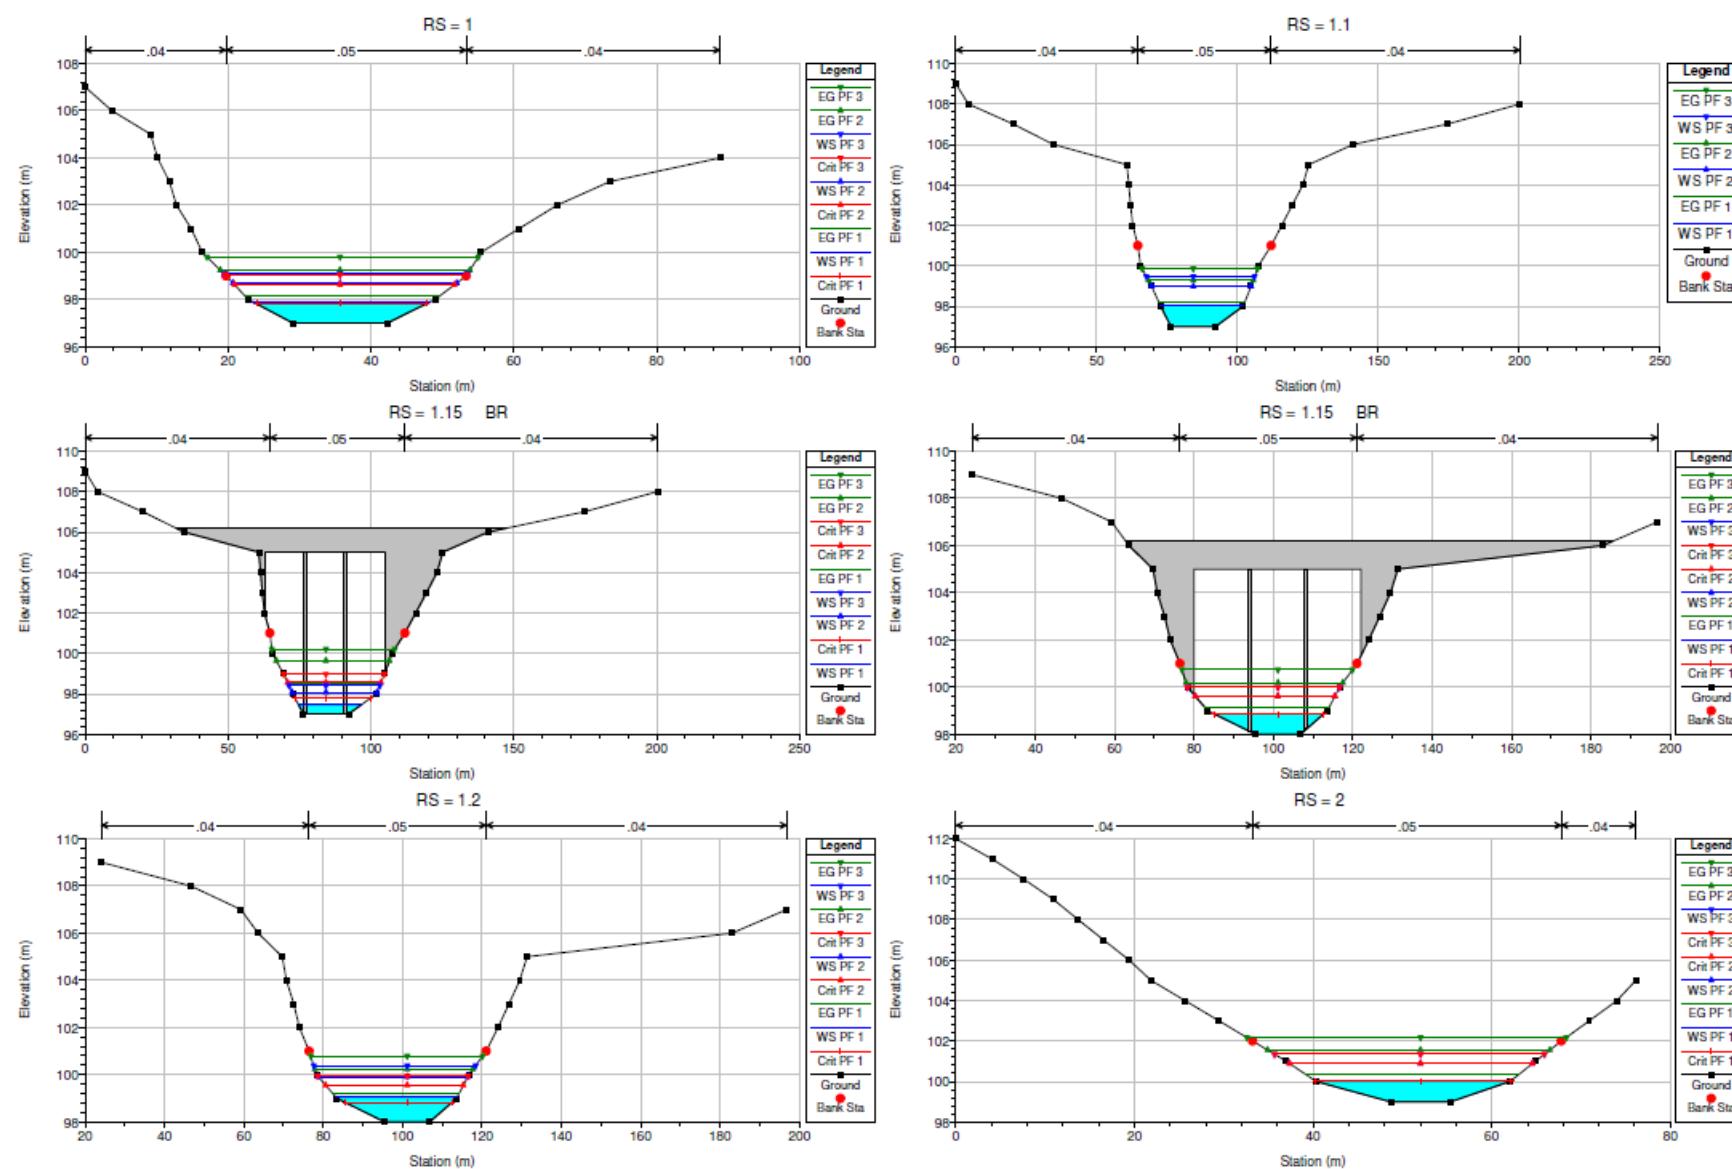 RS = 1
.04 .05 .04
108
106
104
102
100
98
96
0 20 40 60 80 100
Elevation (m)
Station (m)
Legend
EG PF 3
EG PF 2
WS PF 3
Crit PF 3
WS PF 2
Crit PF 2
EG PF 1
WS PF 1
Crit PF 1
Ground
Bank Sta
RS = 1.1
.04 .05 .04
110
108
106
104
102
100
98
96
0 50 100 150 200 250
Elevation (m)
Station (m)
Legend
EG PF 3
WS PF 3
EG PF 2
WS PF 2
EG PF 1
WS PF 1
Ground
Bank Sta
RS = 1.15 BR
.04 .05 .04
110
108
106
104
102
100
98
96
0 50 100 150 200 250
Elevation (m)
Station (m)
Legend
EG PF 3
EG PF 2
Crit PF 3
Crit PF 2
EG PF 1
WS PF 3
WS PF 2
Crit PF 1
WS PF 1
Ground
Bank Sta
RS = 1.15 BR
.04 .05 .04
110
108
106
104
102
100
98
20 40 60 80 100 120 140 160 180 200
Elevation (m)
Station (m)
Legend
EG PF 3
EG PF 2
WS PF 3
Crit PF 3
Crit PF 2
WS PF 2
EG PF 1
WS PF 1
Crit PF 1
Ground
Bank Sta
RS = 1.2
.04 .05 .04
110
108
106
104
102
100
98
20 40 60 80 100 120 140 160 180 200
Elevation (m)
Station (m)
Legend
EG PF 3
WS PF 3
EG PF 2
Crit PF 3
WS PF 2
Crit PF 2
EG PF 1
WS PF 1
Crit PF 1
Ground
Bank Sta
RS = 2
.04 .05 .04
112
110
108
106
104
102
100
98
0 20 40 60 80
Elevation (m)
Station (m)
Legend
EG PF 3
EG PF 2
WS PF 3
Crit PF 3
Crit PF 2
WS PF 2
EG PF 1
WS PF 1
Crit PF 1
Ground
Bank Sta